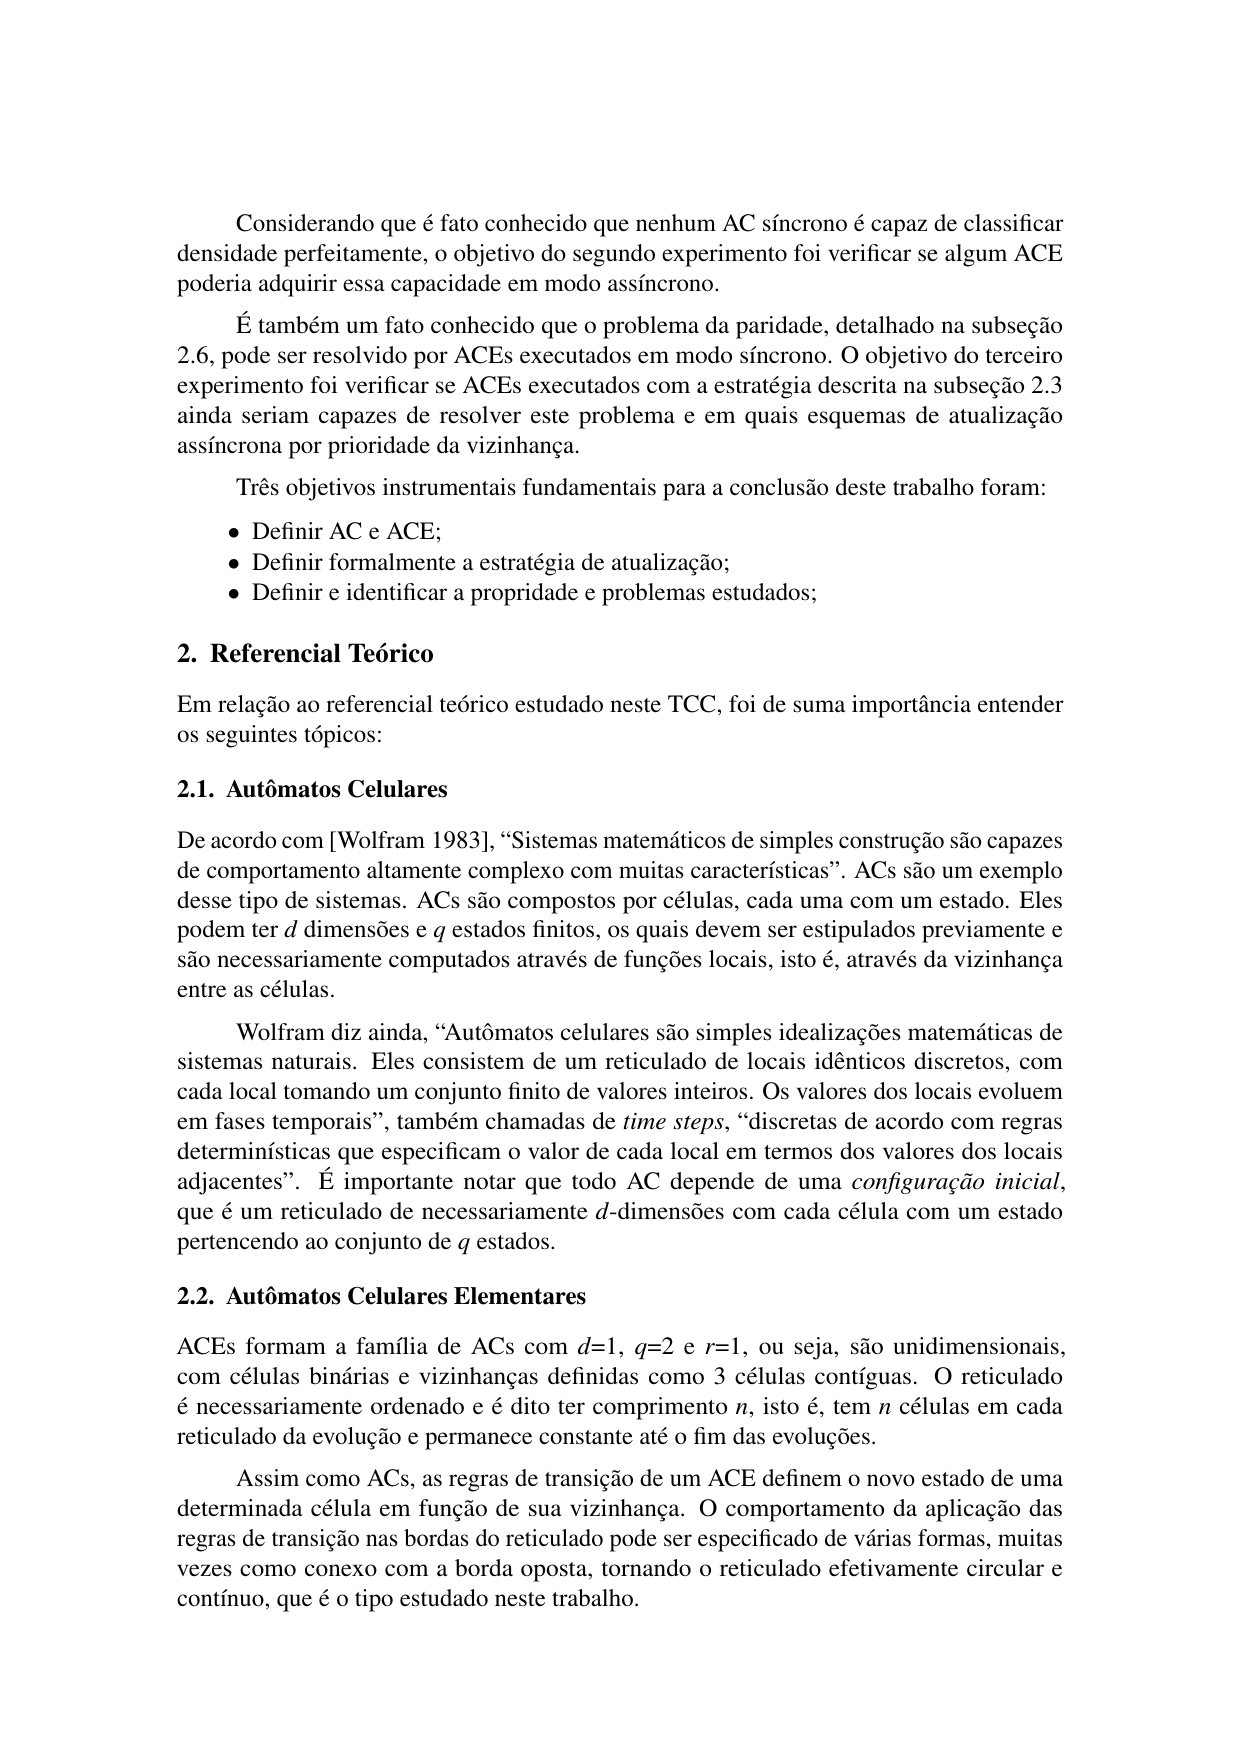 Considerando que é fato conhecido que nenhum AC síncrono é capaz de classificar
densidade perfeitamente, o objetivo do segundo experimento foi verificar se algum ACE
poderia adquirir essa capacidade em modo assíncrono.
É também um fato conhecido que o problema da paridade, detalhado na subseção
2.6, pode ser resolvido por ACEs executados em modo síncrono. O objetivo do terceiro
experimento foi verificar se ACEs executados com a estratégia descrita na subseção 2.3
ainda seriam capazes de resolver este problema e em quais esquemas de atualização
assíncrona por prioridade da vizinhança.
Três objetivos instrumentais fundamentais para a conclusão deste trabalho foram:
• Definir AC e ACE;
• Definir formalmente a estratégia de atualização;
• Definir e identificar a propridade e problemas estudados;
2. Referencial Teórico
Em relação ao referencial teórico estudado neste TCC, foi de suma importância entender
os seguintes tópicos:
2.1. Autômatos Celulares
De acordo com [Wolfram 1983], “Sistemas matemáticos de simples construção são capazes
de comportamento altamente complexo com muitas características”. ACs são um exemplo
desse tipo de sistemas. ACs são compostos por células, cada uma com um estado. Eles
podem ter d dimensões e q estados finitos, os quais devem ser estipulados previamente e
são necessariamente computados através de funções locais, isto é, através da vizinhança
entre as células.
Wolfram diz ainda, “Autômatos celulares são simples idealizações matemáticas de
sistemas naturais. Eles consistem de um reticulado de locais idênticos discretos, com
cada local tomando um conjunto finito de valores inteiros. Os valores dos locais evoluem
em fases temporais”, também chamadas de time steps, “discretas de acordo com regras
determinísticas que especificam o valor de cada local em termos dos valores dos locais
adjacentes”. É importante notar que todo AC depende de uma configuração inicial,
que é um reticulado de necessariamente d-dimensões com cada célula com um estado
pertencendo ao conjunto de q estados.
2.2. Autômatos Celulares Elementares
ACEs formam a família de ACs com d=1, q=2 e r=1, ou seja, são unidimensionais,
com células binárias e vizinhanças definidas como 3 células contíguas. O reticulado
é necessariamente ordenado e é dito ter comprimento n, isto é, tem n células em cada
reticulado da evolução e permanece constante até o fim das evoluções.
Assim como ACs, as regras de transição de um ACE definem o novo estado de uma
determinada célula em função de sua vizinhança. O comportamento da aplicação das
regras de transição nas bordas do reticulado pode ser especificado de várias formas, muitas
vezes como conexo com a borda oposta, tornando o reticulado efetivamente circular e
contínuo, que é o tipo estudado neste trabalho.